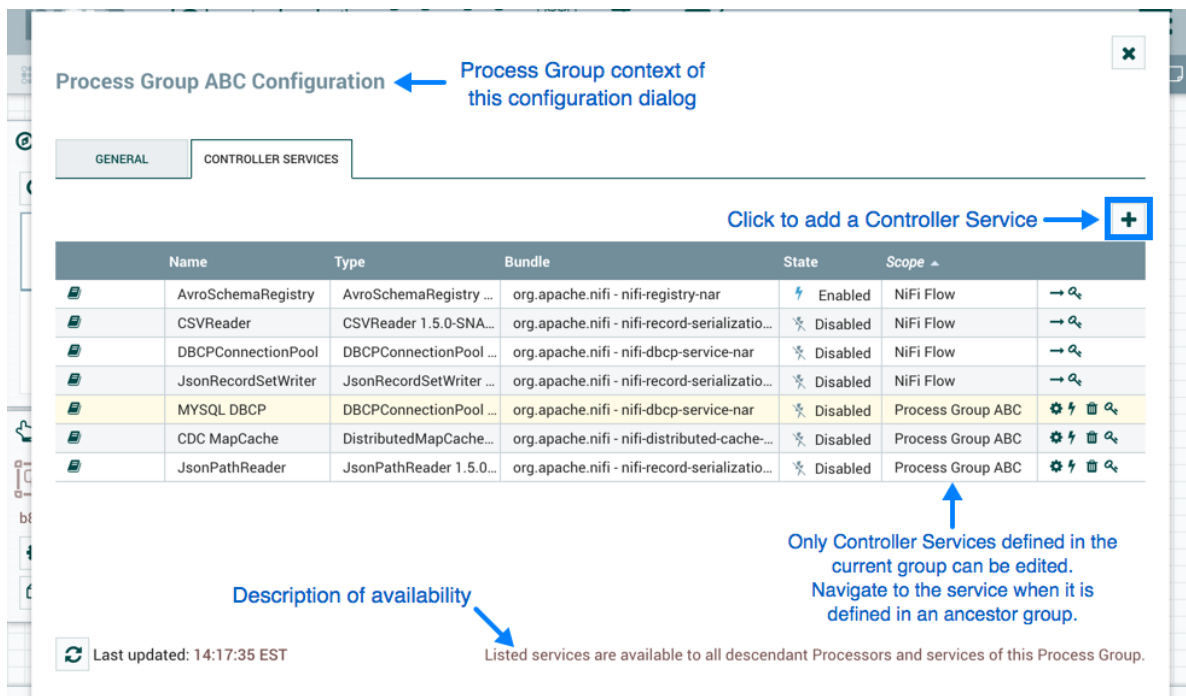 Process Group ABC Configuration
Process Group context of
this configuration dialog
GENERAL
CONTROLLER SERVICES
Click to add a Controller Service
Name Type Bundle State Scope
AvroSchemaRegistry AvroSchemaRegistry ... org.apache.nifi - nifi-registry-nar Enabled NiFi Flow
CSVReader CSVReader 1.5.0-SNA... org.apache.nifi - nifi-record-serializatio... Disabled NiFi Flow
DBCPConnectionPool DBCPConnectionPool ... org.apache.nifi - nifi-dbcp-service-nar Disabled NiFi Flow
JsonRecordSetWriter JsonRecordSetWriter ... org.apache.nifi - nifi-record-serializatio... Disabled NiFi Flow
MYSQL DBCP DBCPConnectionPool ... org.apache.nifi - nifi-dbcp-service-nar Disabled Process Group ABC
CDC MapCache DistributedMapCache... org.apache.nifi - nifi-distributed-cache-... Disabled Process Group ABC
JsonPathReader JsonPathReader 1.5.0... org.apache.nifi - nifi-record-serializatio... Disabled Process Group ABC
Only Controller Services defined in the
current group can be edited.
Navigate to the service when it is
defined in an ancestor group.
Description of availability
Last updated: 14:17:35 EST
Listed services are available to all descendant Processors and services of this Process Group.